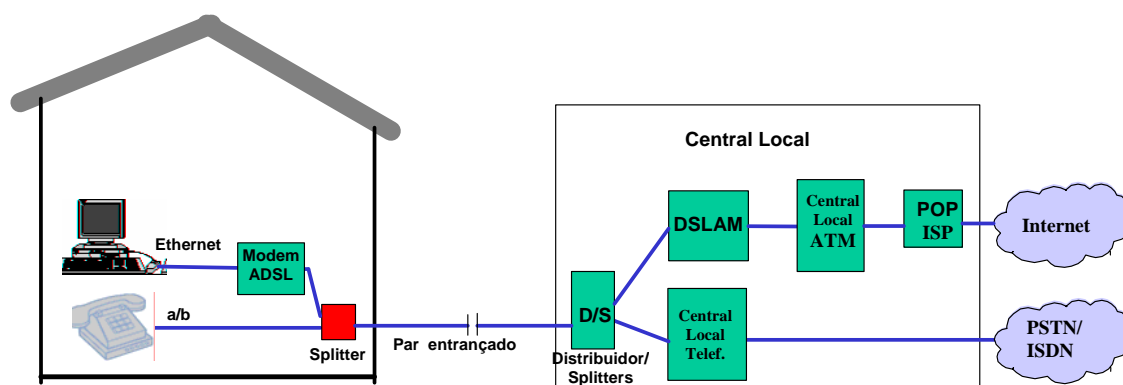 Central Local
Ethernet
Modem
ADSL
a/b
Splitter
Par entrançado
D/S
Distribuidor/
Splitters
DSLAM
Central
Local
ATM
POP
ISP
Internet
Central
Local
Telef.
PSTN/
ISDN